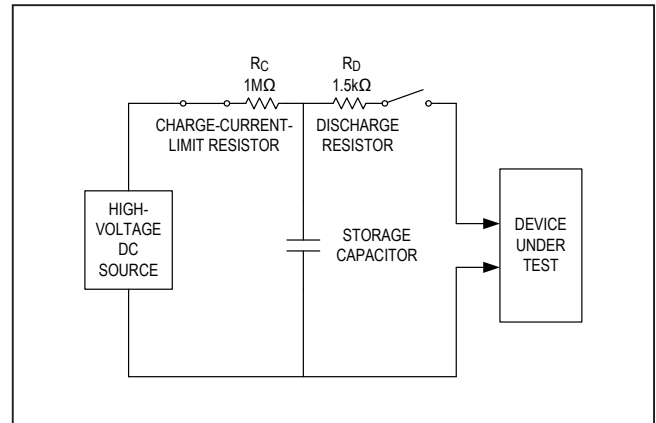 RC
1MΩ
RD
1.5kΩ
CHARGE-CURRENT-
LIMIT RESISTOR
DISCHARGE
RESISTOR
HIGH-
VOLTAGE
DC
SOURCE
STORAGE
CAPACITOR
DEVICE
UNDER
TEST